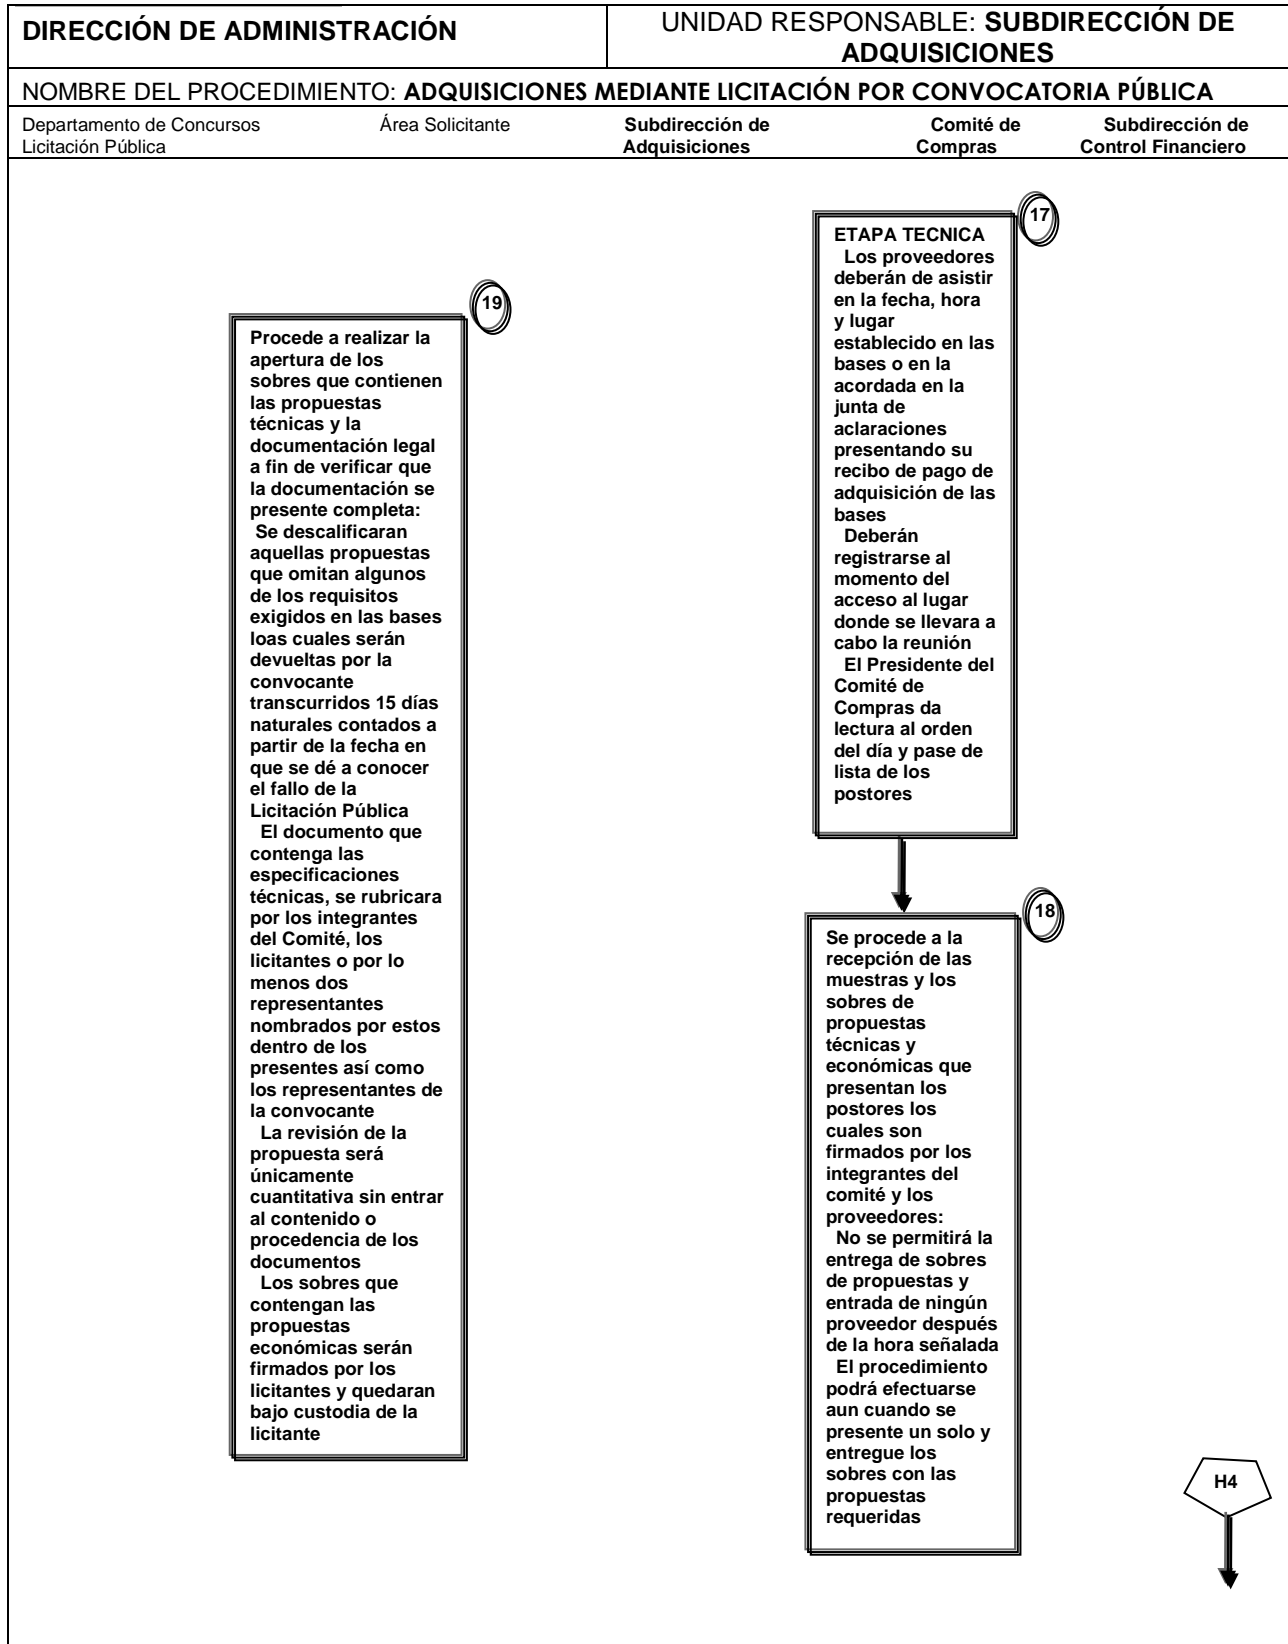 DIRECCIÓN DE ADMINISTRACIÓN
UNIDAD RESPONSABLE: SUBDIRECCIÓN DE
ADQUISICIONES
NOMBRE DEL PROCEDIMIENTO: ADQUISICIONES MEDIANTE LICITACIÓN POR CONVOCATORIA PÚBLICA
Departamento de Concursos
Licitación Pública
Área Solicitante
Subdirección de
Adquisiciones
Comité de
Compras
Subdirección de
Control Financiero
17
ETAPA TECNICA
Los proveedores
deberán de asistir
en la fecha, hora
y lugar
establecido en las
bases o en la
acordada en la
junta de
aclaraciones
presentando su
recibo de pago de
adquisición de las
bases
Deberán
registrarse al
momento del
acceso al lugar
donde se llevara a
cabo la reunión
El Presidente del
Comité de
Compras da
lectura al orden
del día y pase de
lista de los
postores
18
Se procede a la
recepción de las
muestras y los
sobres de
propuestas
técnicas y
económicas que
presentan los
postores los
cuales son
firmados por los
integrantes del
comité y los
proveedores:
No se permitirá la
entrega de sobres
de propuestas y
entrada de ningún
proveedor después
de la hora señalada
El procedimiento
podrá efectuarse
aun cuando se
presente un solo y
entregue los
sobres con las
propuestas
requeridas
19
Procede a realizar la
apertura de los
sobres que contienen
las propuestas
técnicas y la
documentación legal
a fin de verificar que
la documentación se
presente completa:
Se descalificaran
aquellas propuestas
que omitan algunos
de los requisitos
exigidos en las bases
loas cuales serán
devueltas por la
convocante
transcurridos 15 días
naturales contados a
partir de la fecha en
que se dé a conocer
el fallo de la
Licitación Pública
El documento que
contenga las
especificaciones
técnicas, se rubricara
por los integrantes
del Comité, los
licitantes o por lo
menos dos
representantes
nombrados por estos
dentro de los
presentes así como
los representantes de
la convocante
La revisión de la
propuesta será
únicamente
cuantitativa sin entrar
al contenido o
procedencia de los
documentos
Los sobres que
contengan las
propuestas
económicas serán
firmados por los
licitantes y quedaran
bajo custodia de la
licitante
H4